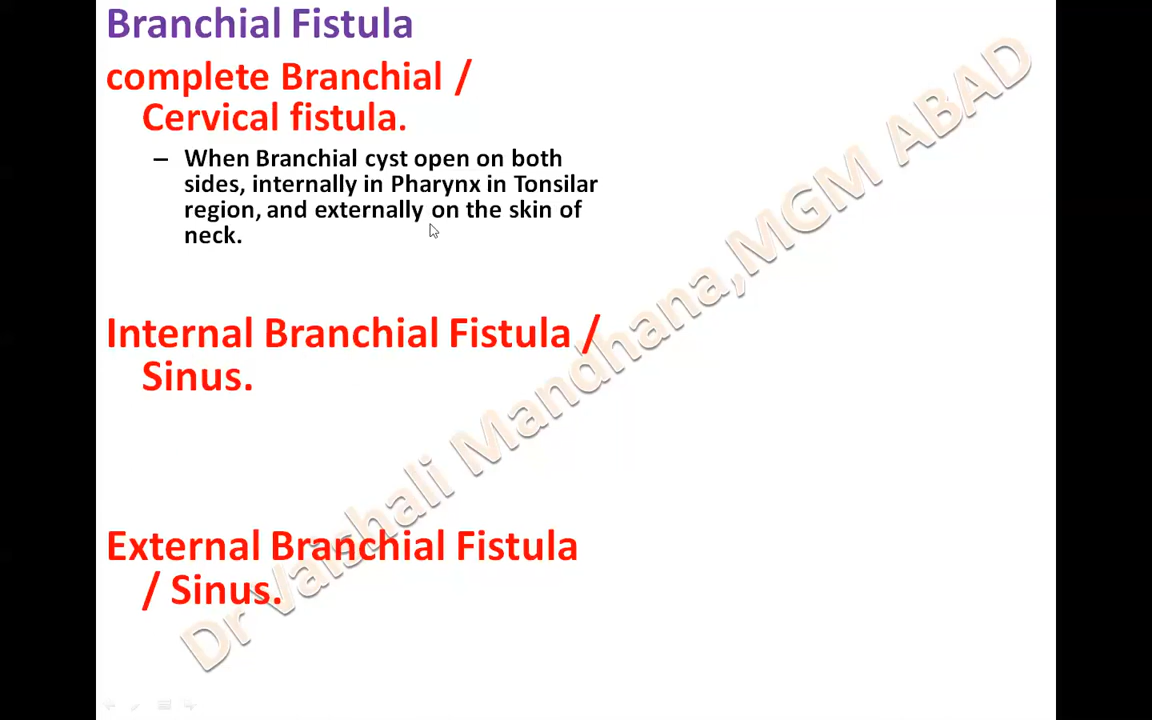 Branchial Fistula
complete Branchial /
Cervical fistula.
– When Branchial cyst open on both
sides, internally in Pharynx in Tonsilar
region, and externally on the skin of
neck.
Internal Branchial Fistula /
Sinus.
External Branchial Fistula
/ Sinus.
Dr Vaishali Mandhana,MGM ABAD